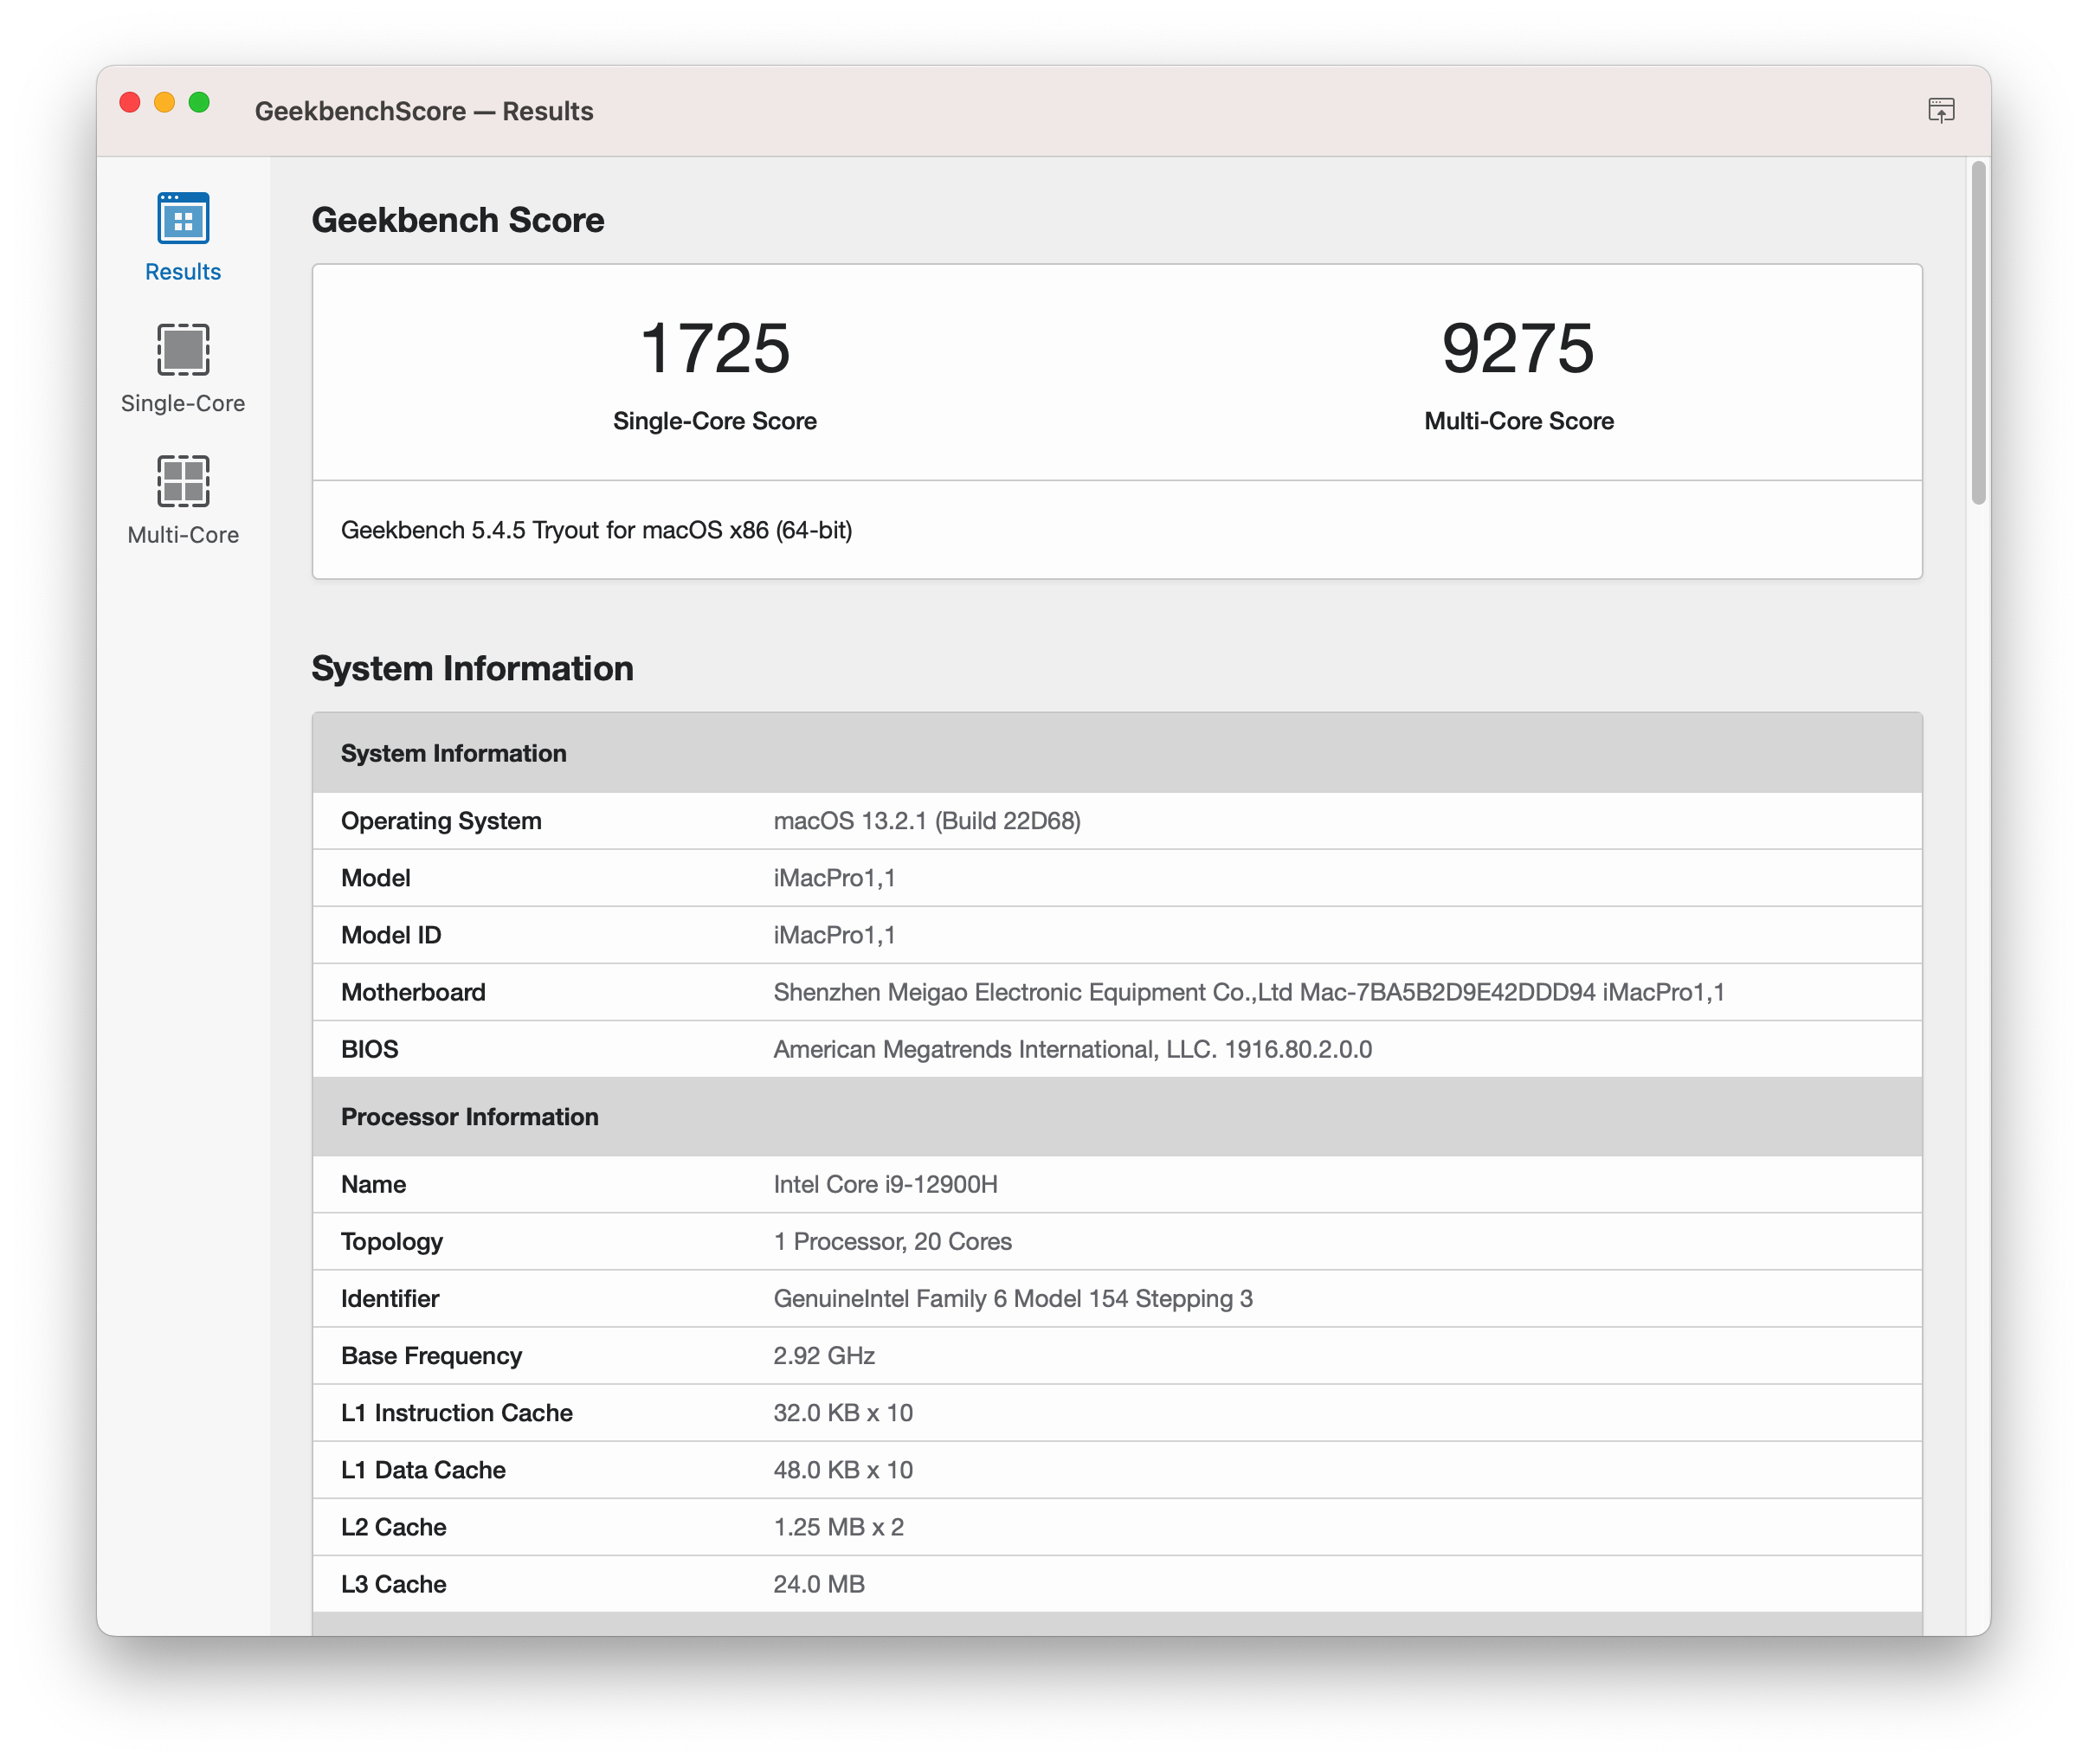 GeekbenchScore — Results
Results
Single-Core
Multi-Core
Geekbench Score
1725
Single-Core Score
9275
Multi-Core Score
Geekbench 5.4.5 Tryout for macOS x86 (64-bit)
System Information
System Information
Operating System macOS 13.2.1 (Build 22D68)
Model iMacPro1,1
Model ID iMacPro1,1
Motherboard Shenzhen Meigao Electronic Equipment Co.,Ltd Mac-7BA5B2D9E42DDD94 iMacPro1,1
BIOS American Megatrends International, LLC. 1916.80.2.0.0
Processor Information
Name Intel Core i9-12900H
Topology 1 Processor, 20 Cores
Identifier GenuineIntel Family 6 Model 154 Stepping 3
Base Frequency 2.92 GHz
L1 Instruction Cache 32.0 KB x 10
L1 Data Cache 48.0 KB x 10
L2 Cache 1.25 MB x 2
L3 Cache 24.0 MB